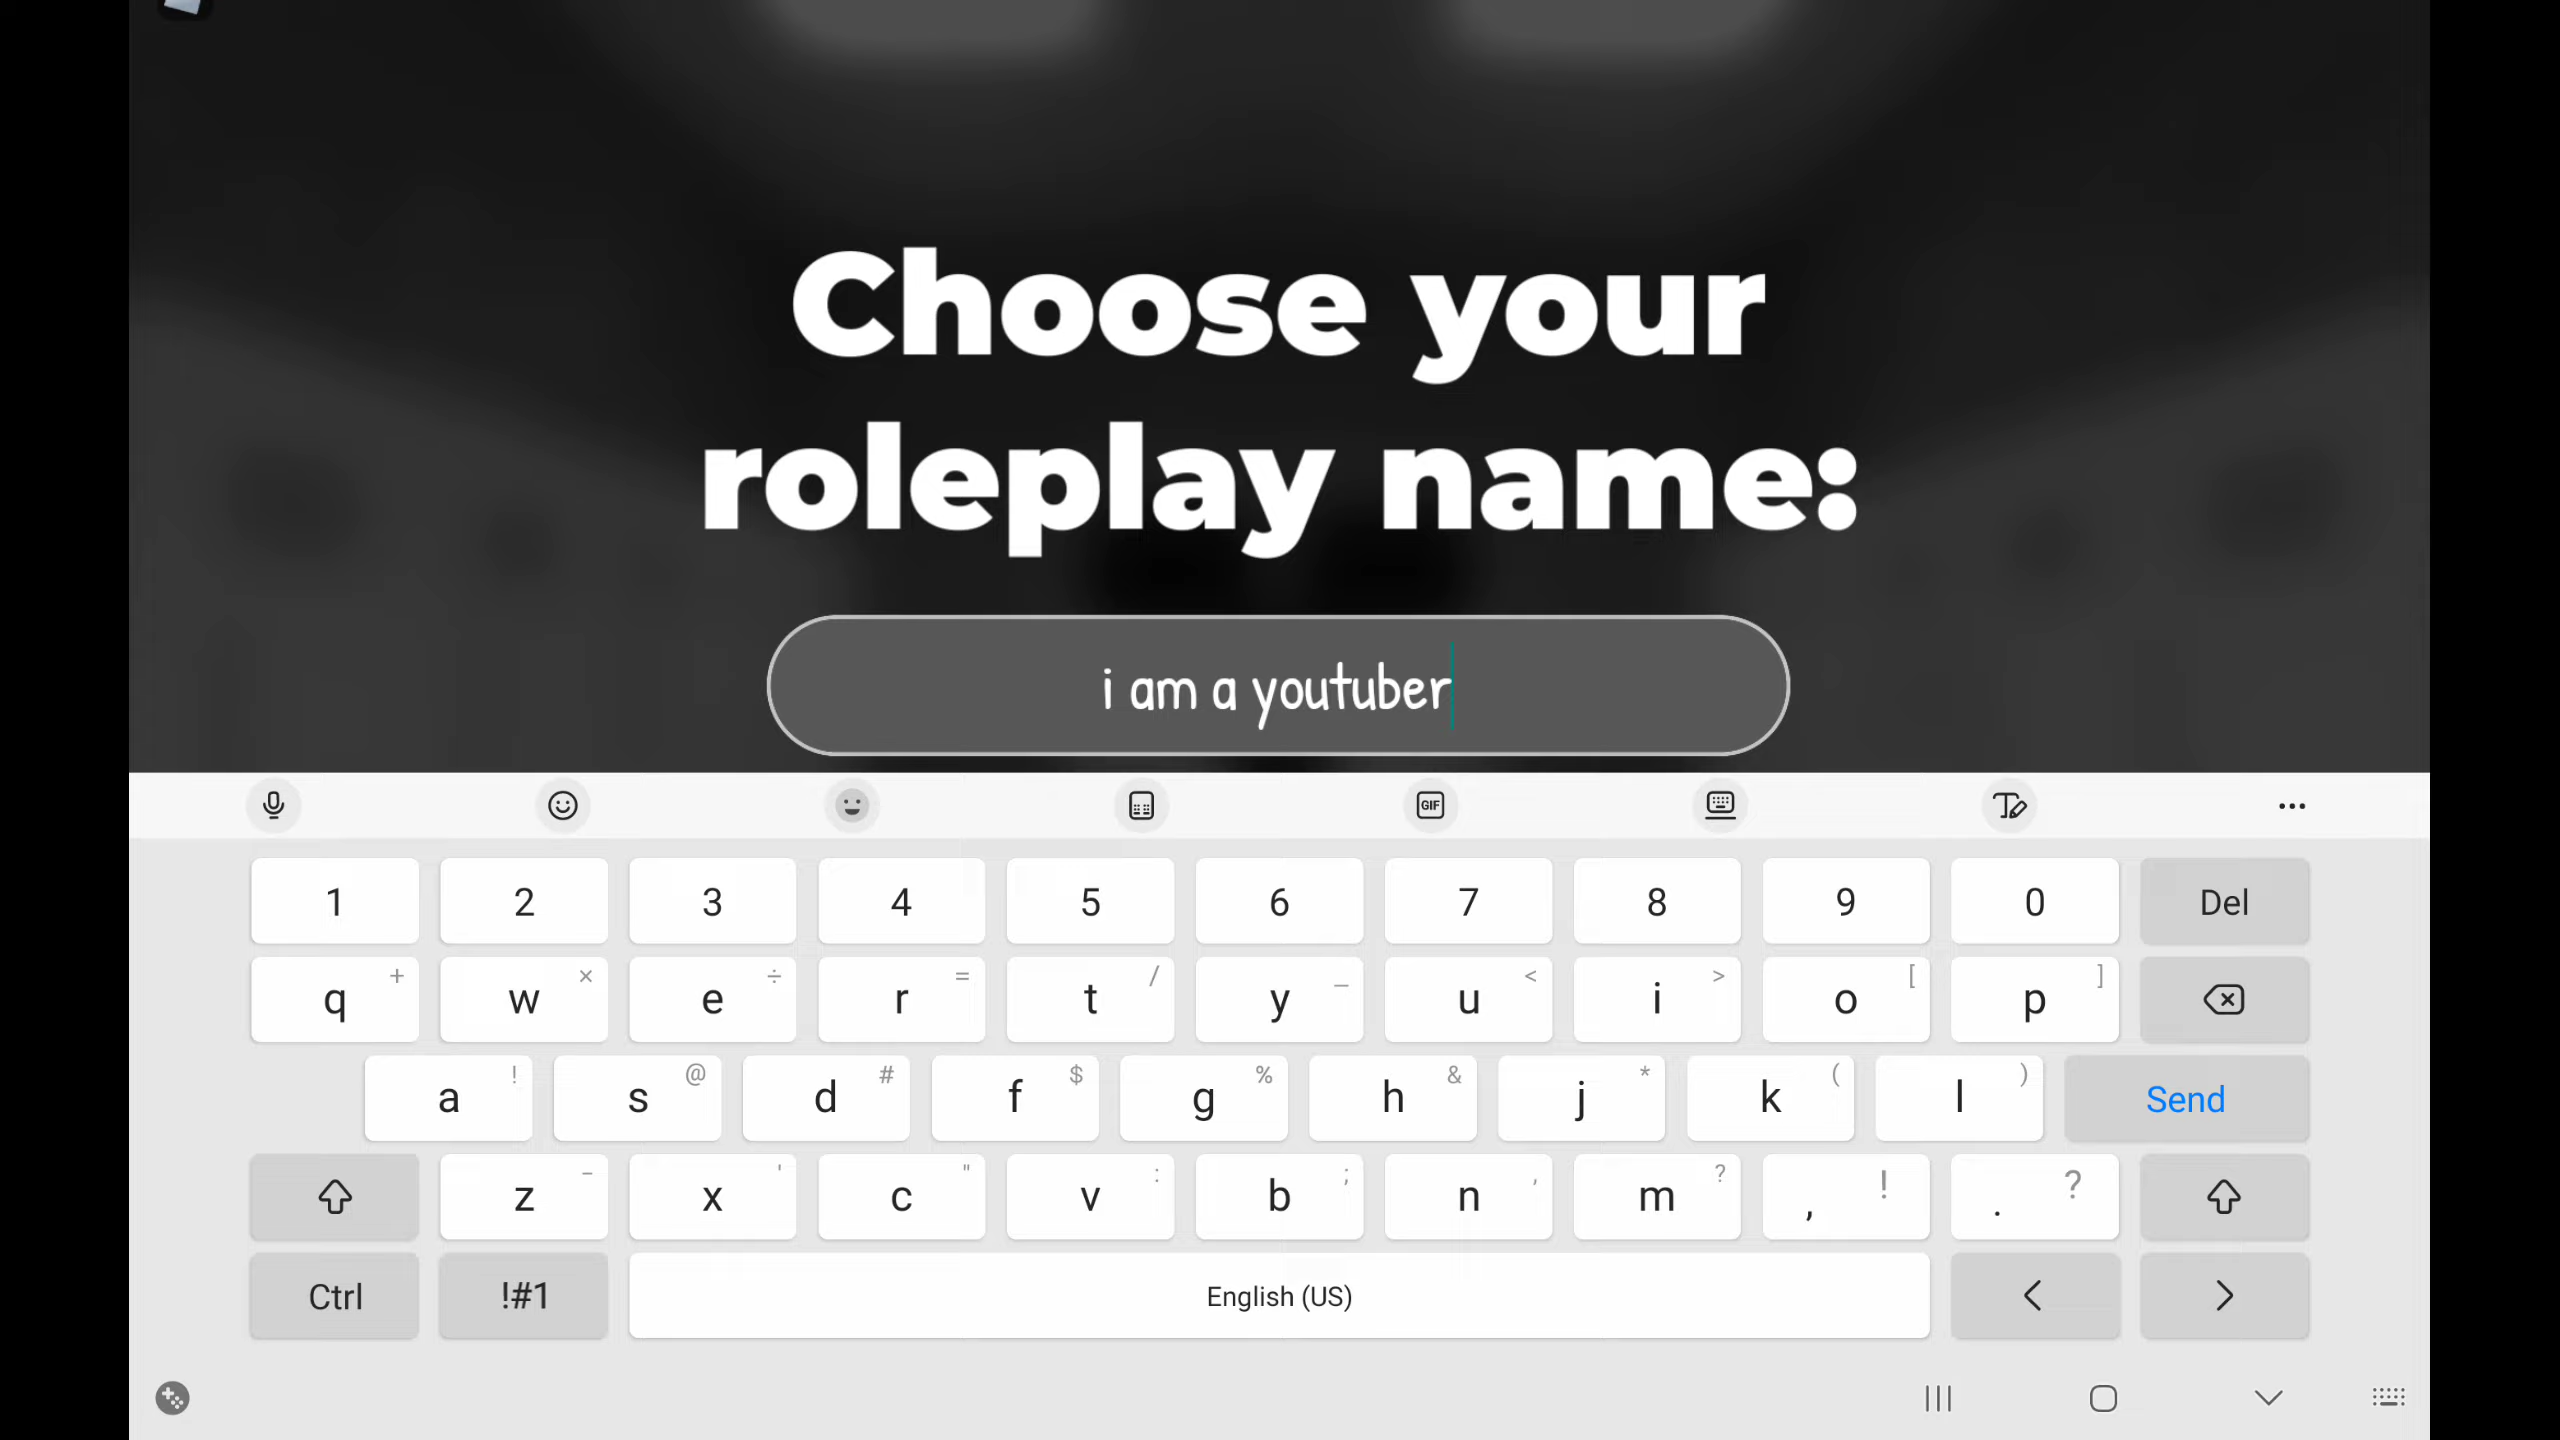 Choose your
roleplay name:
i am a youtuber
GIF
1 2 3 4 5 6 7 8 9 0 Del
q + w × e ÷ r = t / y _ u < i > o [ p ]
a ! s @ d # f $ g % h & j * k ( l ) Send
z - x ' c " v : b ; n , m ? , ! . ?
Ctrl !#1 English (US) < >